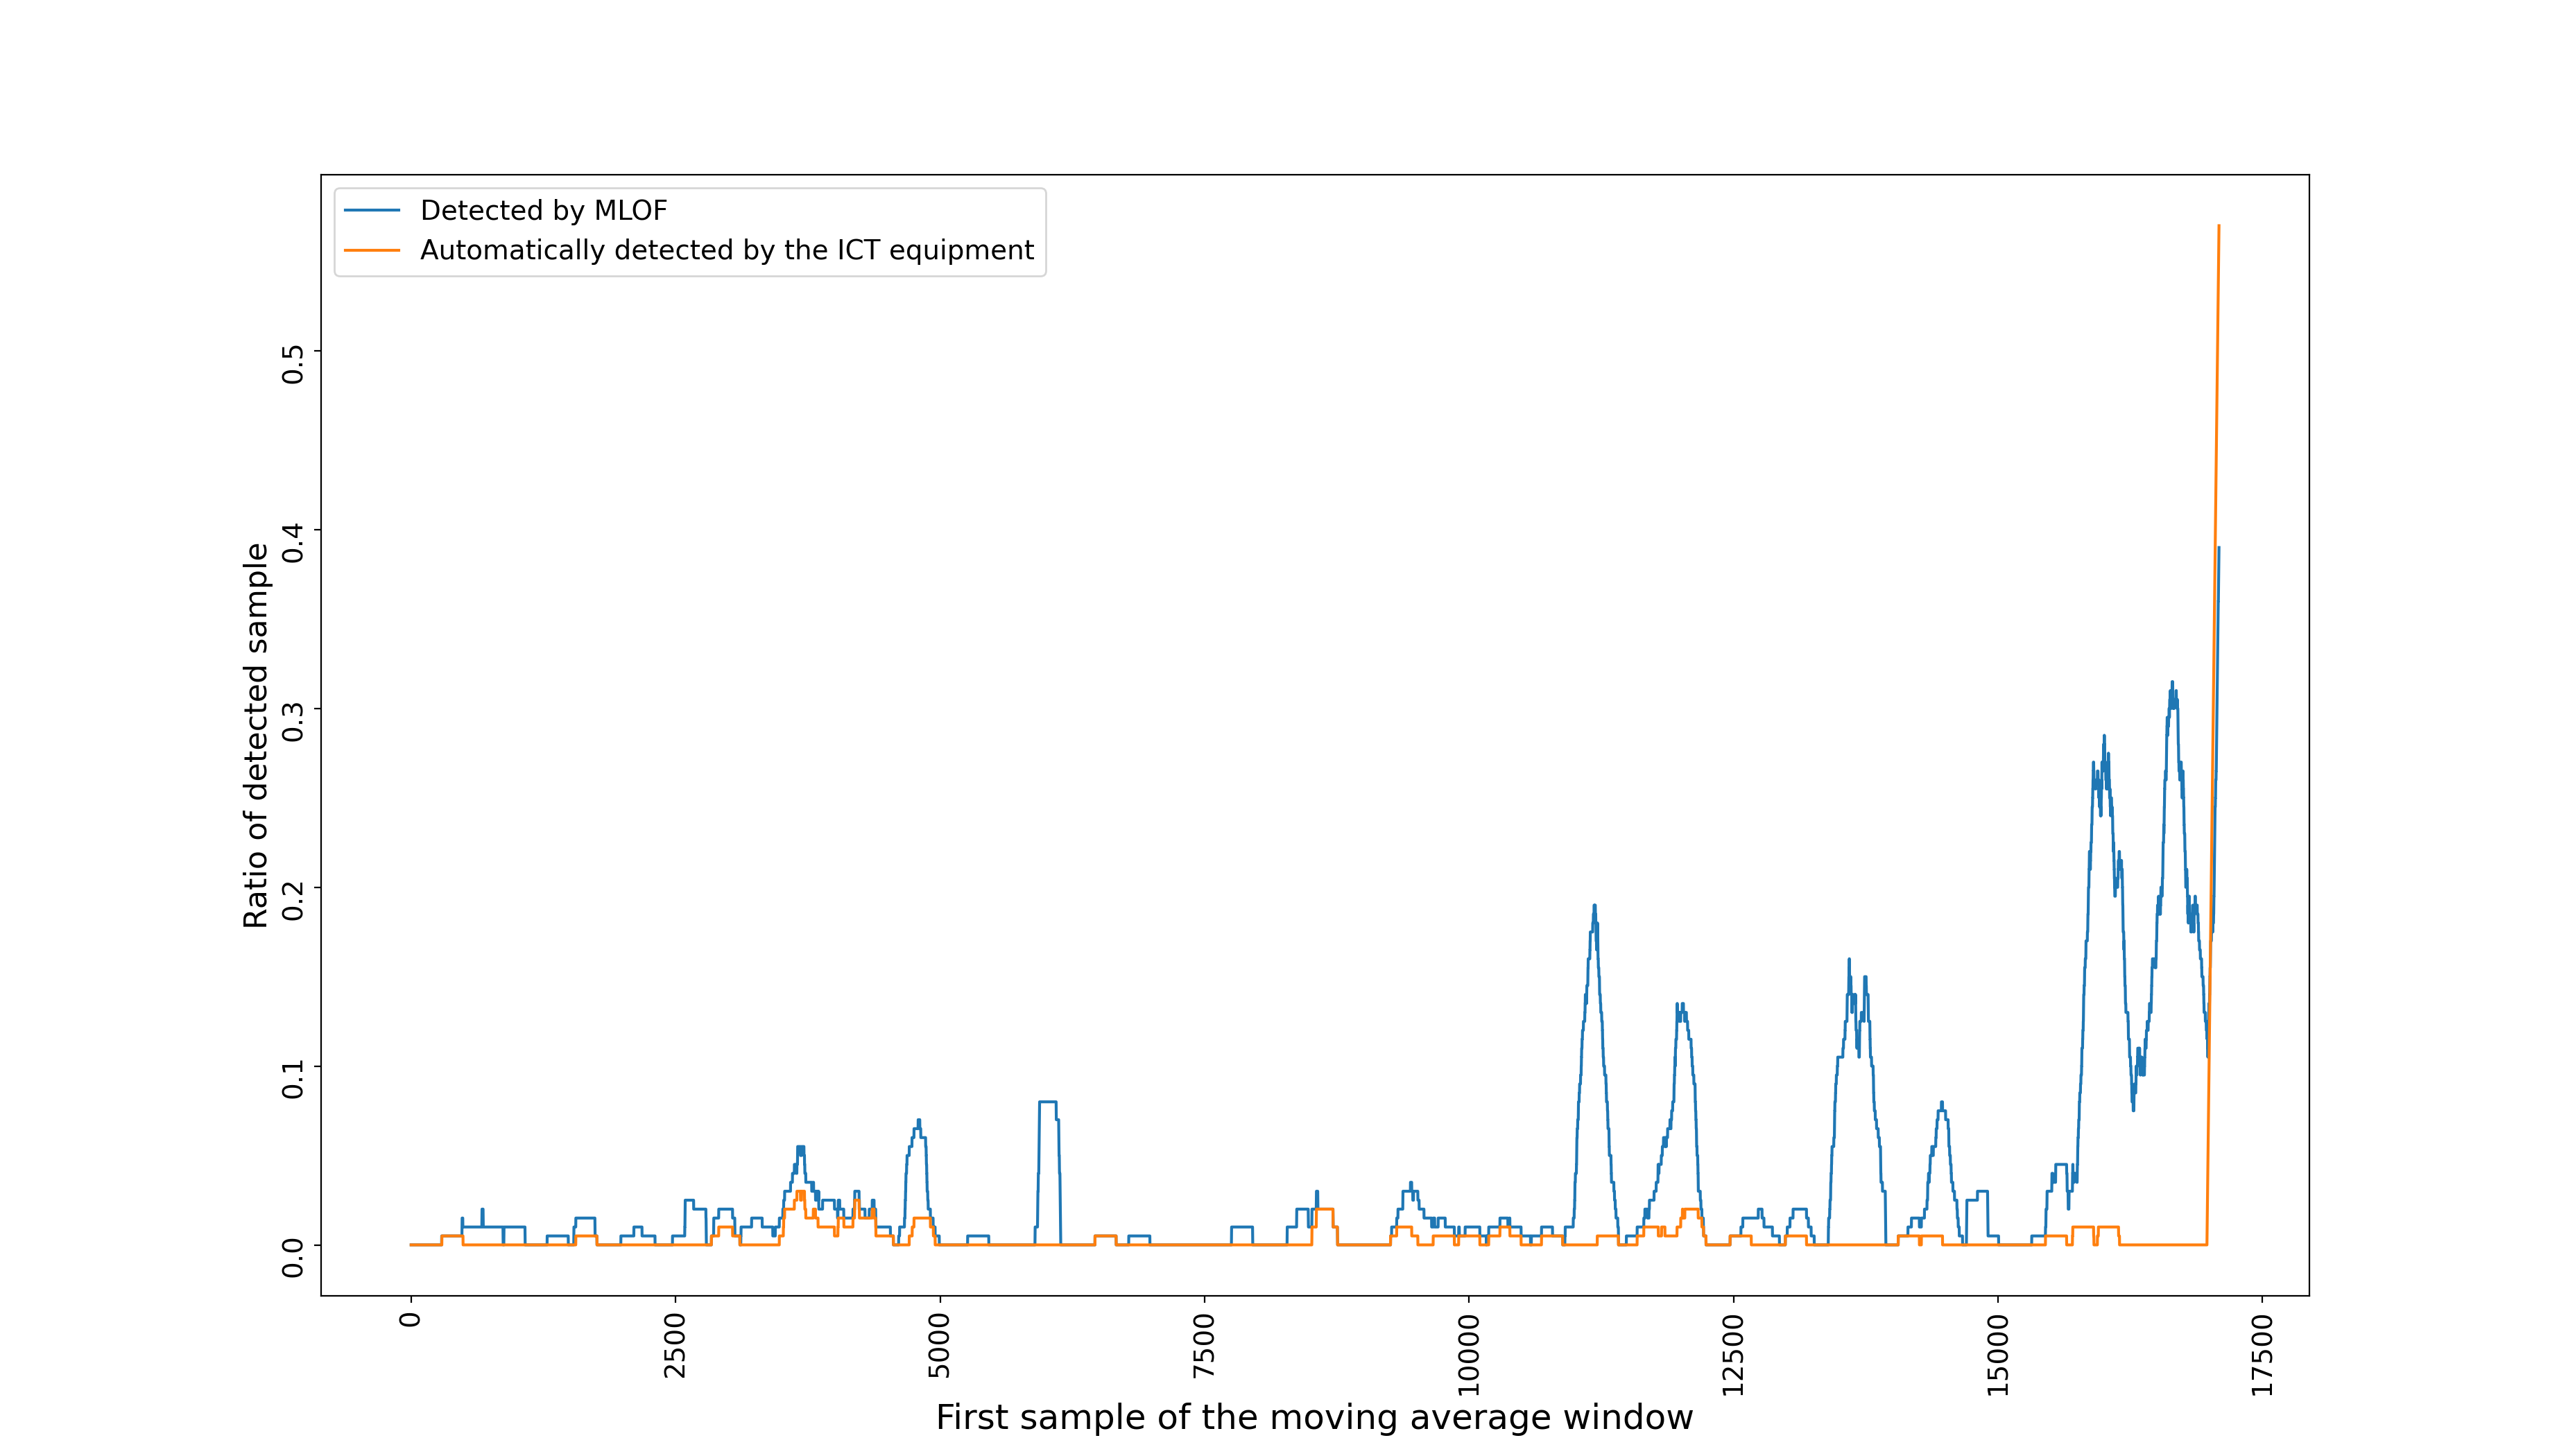 Detected by MLOF
Automatically detected by the ICT equipment
Ratio of detected sample
0.5
0.4
0.3
0.2
0.1
0.0
0 2500 5000 7500 10000 12500 15000 17500
First sample of the moving average window